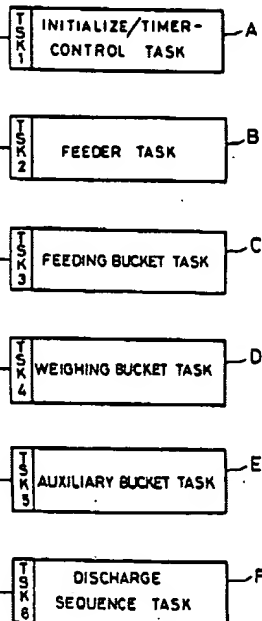 TSK1
INITIALIZE/TIMER-
CONTROL TASK
A
TSK2
FEEDER TASK
B
TSK3
FEEDING BUCKET TASK
C
TSK4
WEIGHING BUCKET TASK
D
TSK5
AUXILIARY BUCKET TASK
E
TSK6
DISCHARGE
SEQUENCE TASK
F